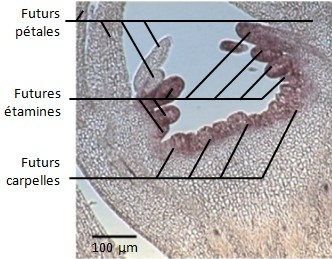 Futurs
pétales
Futures
étamines
Futurs
carpelles
100 µm